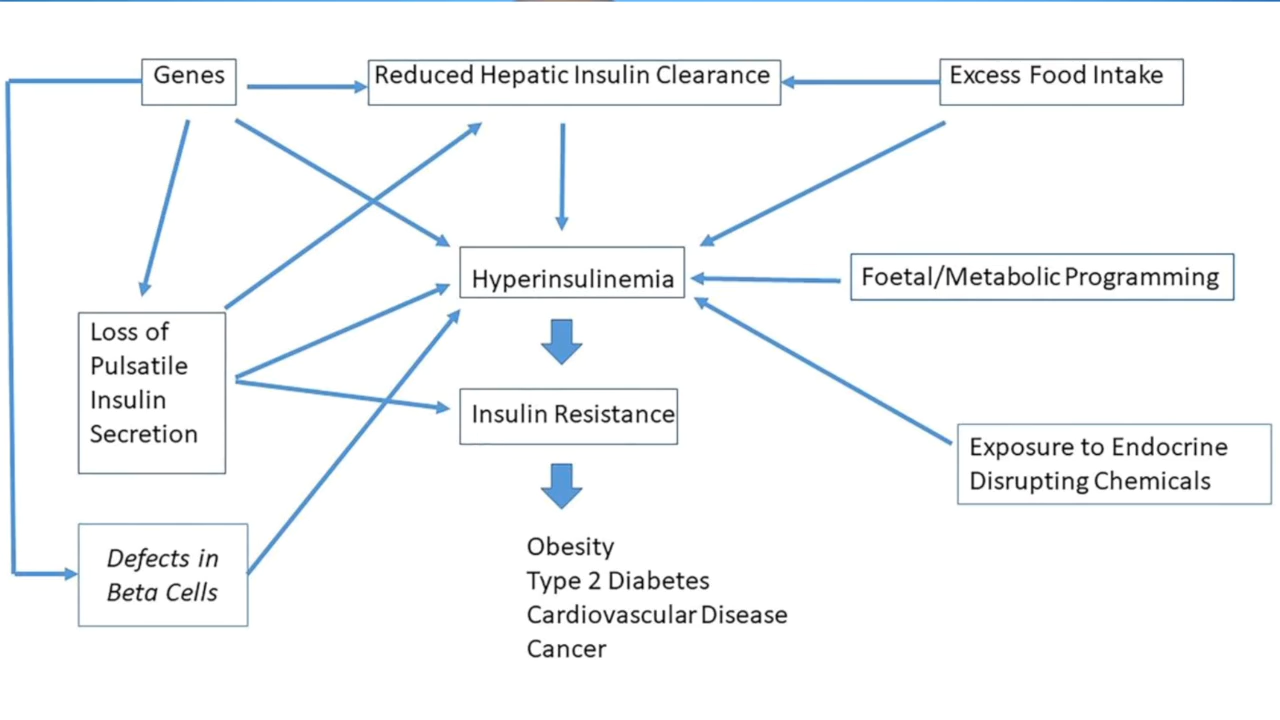 Genes
Reduced Hepatic Insulin Clearance
Excess Food Intake
Hyperinsulinemia
Foetal/Metabolic Programming
Loss of
Pulsatile
Insulin
Secretion
Insulin Resistance
Exposure to Endocrine
Disrupting Chemicals
Defects in
Beta Cells
Obesity
Type 2 Diabetes
Cardiovascular Disease
Cancer